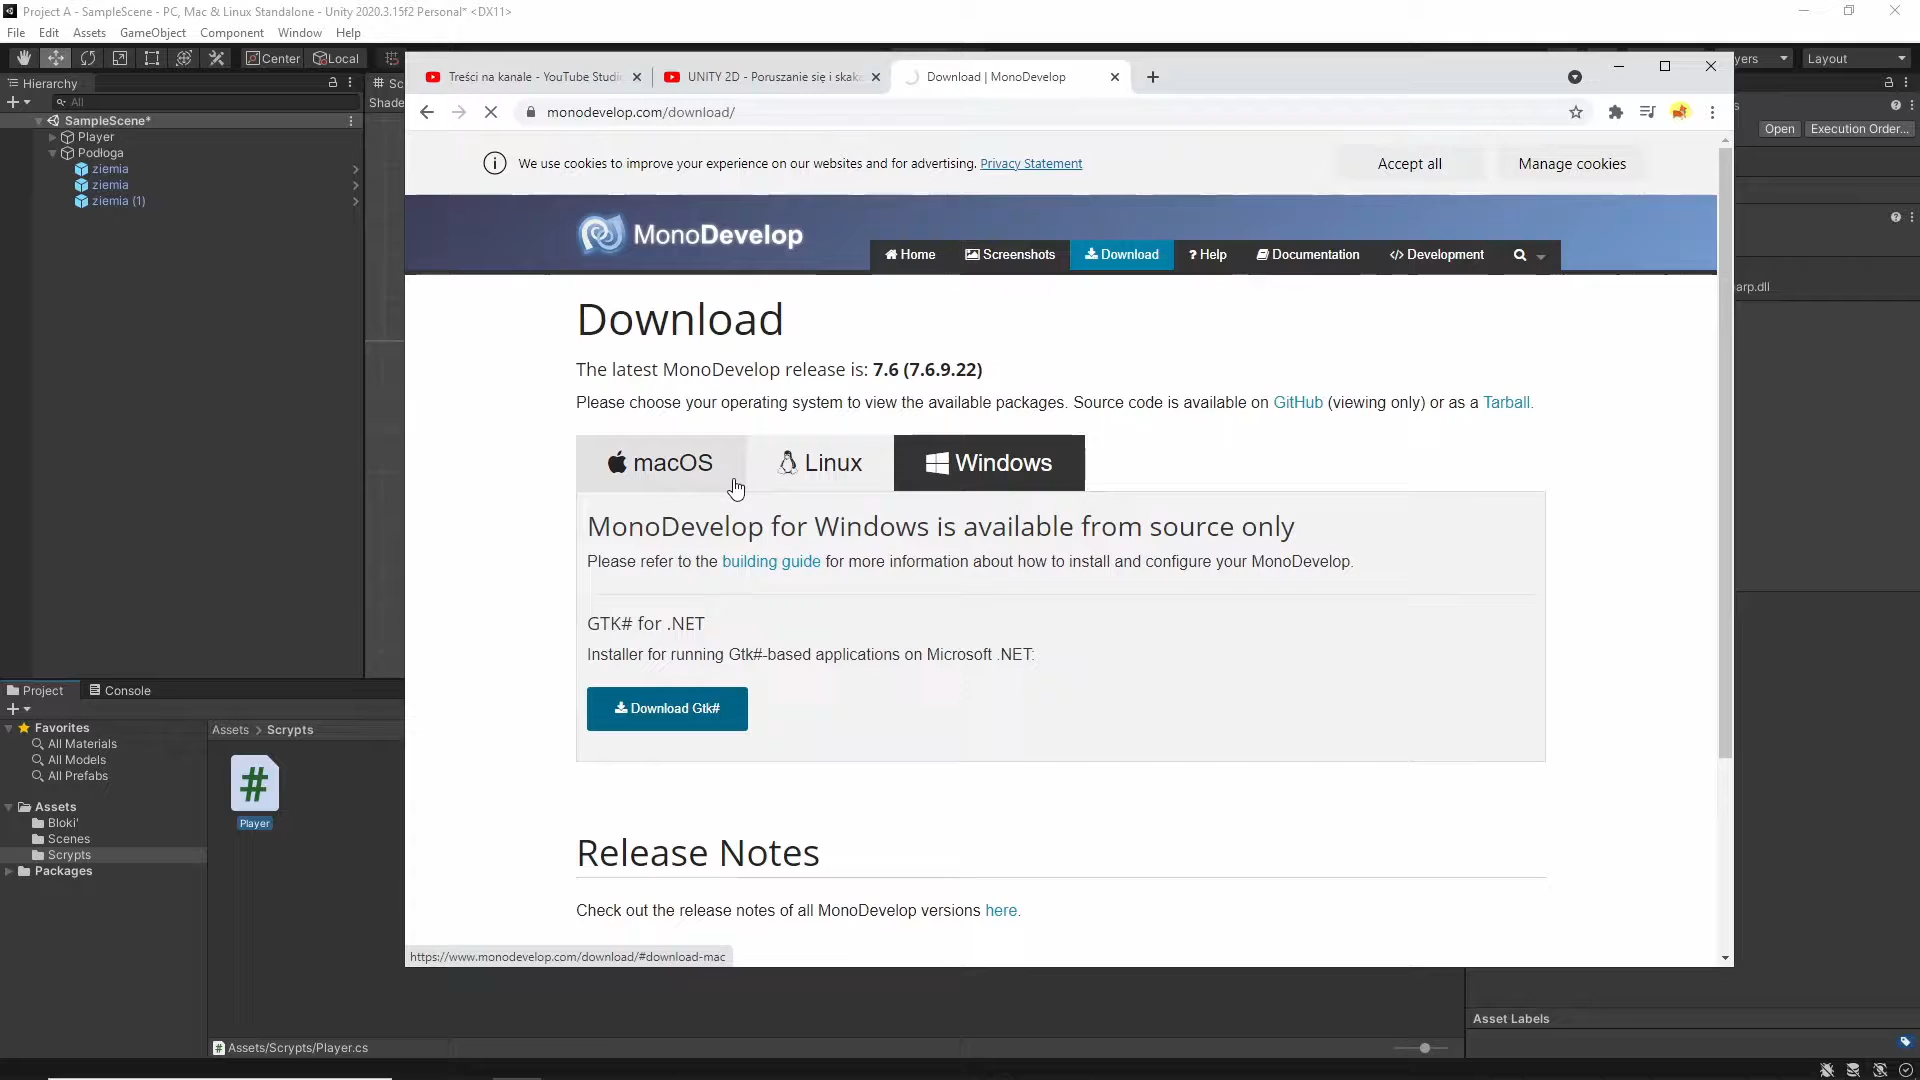 Project A - SampleScene - PC, Mac & Linux Standalone - Unity 2020.3.15f2 Personal* <DX11>
File Edit Assets GameObject Component Window Help
Center Local Layout
Hierarchy
All
Shade
SampleScene*
Player
Podłoga
ziemia
ziemia
ziemia (1)
Treści na kanale - YouTube Studi
UNITY 2D - Poruszanie się i skak
Download | MonoDevelop
monodevelop.com/download/
Open Execution Order...
We use cookies to improve your experience on our websites and for advertising. Privacy Statement
Accept all Manage cookies
MonoDevelop
Home Screenshots Download ? Help Documentation </> Development
arp.dll
Download
The latest MonoDevelop release is: 7.6 (7.6.9.22)
Please choose your operating system to view the available packages. Source code is available on GitHub (viewing only) or as a Tarball.
macOS Linux Windows
MonoDevelop for Windows is available from source only
Please refer to the building guide for more information about how to install and configure your MonoDevelop.
GTK# for .NET
Installer for running Gtk#-based applications on Microsoft .NET:
Download Gtk#
Release Notes
Check out the release notes of all MonoDevelop versions here.
https://www.monodevelop.com/download/#download-mac
Project Console
Favorites
All Materials
All Models
All Prefabs
Assets
Bloki'
Scenes
Scrypts
Packages
Assets > Scrypts
#
Player
Assets/Scrypts/Player.cs
Asset Labels